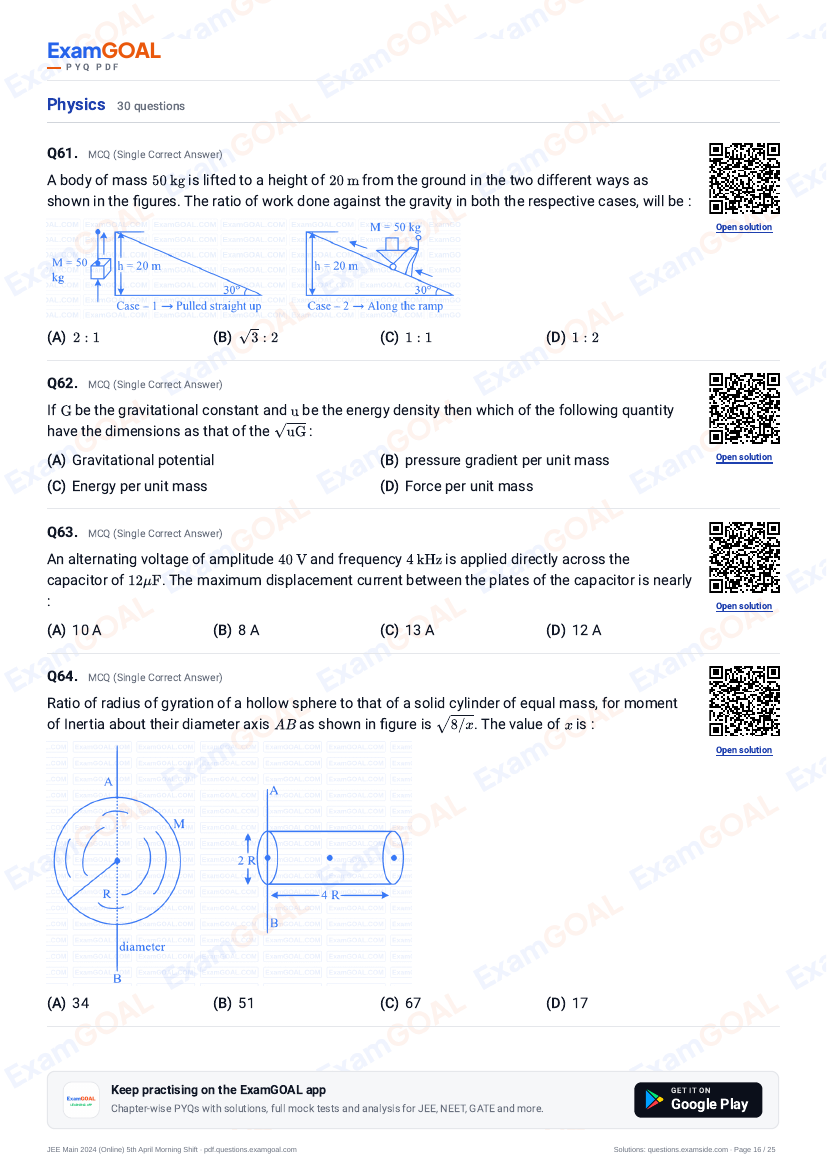 ExamGOAL
PYQ PDF
Physics 30 questions
Q61. MCQ (Single Correct Answer)
A body of mass 50 kg is lifted to a height of 20 m from the ground in the two different ways as
shown in the figures. The ratio of work done against the gravity in both the respective cases, will be :
Open solution
M = 50
kg
h = 20 m
30°
Case – 1 → Pulled straight up
M = 50 kg
h = 20 m
30°
Case – 2 → Along the ramp
(A) 2 : 1 (B) √3 : 2 (C) 1 : 1 (D) 1 : 2
Q62. MCQ (Single Correct Answer)
If G be the gravitational constant and u be the energy density then which of the following quantity
have the dimensions as that of the √uG :
Open solution
(A) Gravitational potential (B) pressure gradient per unit mass
(C) Energy per unit mass (D) Force per unit mass
Q63. MCQ (Single Correct Answer)
An alternating voltage of amplitude 40 V and frequency 4 kHz is applied directly across the
capacitor of 12μF. The maximum displacement current between the plates of the capacitor is nearly
:
Open solution
(A) 10 A (B) 8 A (C) 13 A (D) 12 A
Q64. MCQ (Single Correct Answer)
Ratio of radius of gyration of a hollow sphere to that of a solid cylinder of equal mass, for moment
of Inertia about their diameter axis AB as shown in figure is √8/x. The value of x is :
Open solution
A
M
R
diameter
B
A
2 R
4 R
B
(A) 34 (B) 51 (C) 67 (D) 17
ExamGOAL
Keep practising on the ExamGOAL app
Chapter-wise PYQs with solutions, full mock tests and analysis for JEE, NEET, GATE and more.
GET IT ON
Google Play
JEE Main 2024 (Online) 5th April Morning Shift · pdf.questions.examgoal.com
Solutions: questions.examside.com · Page 16 / 25